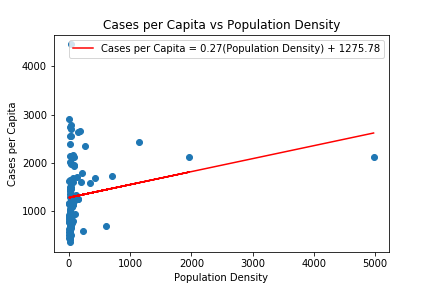 Cases per Capita vs Population Density
Cases per Capita = 0.27(Population Density) + 1275.78
4000
3000
2000
1000
Cases per Capita
0 1000 2000 3000 4000 5000
Population Density